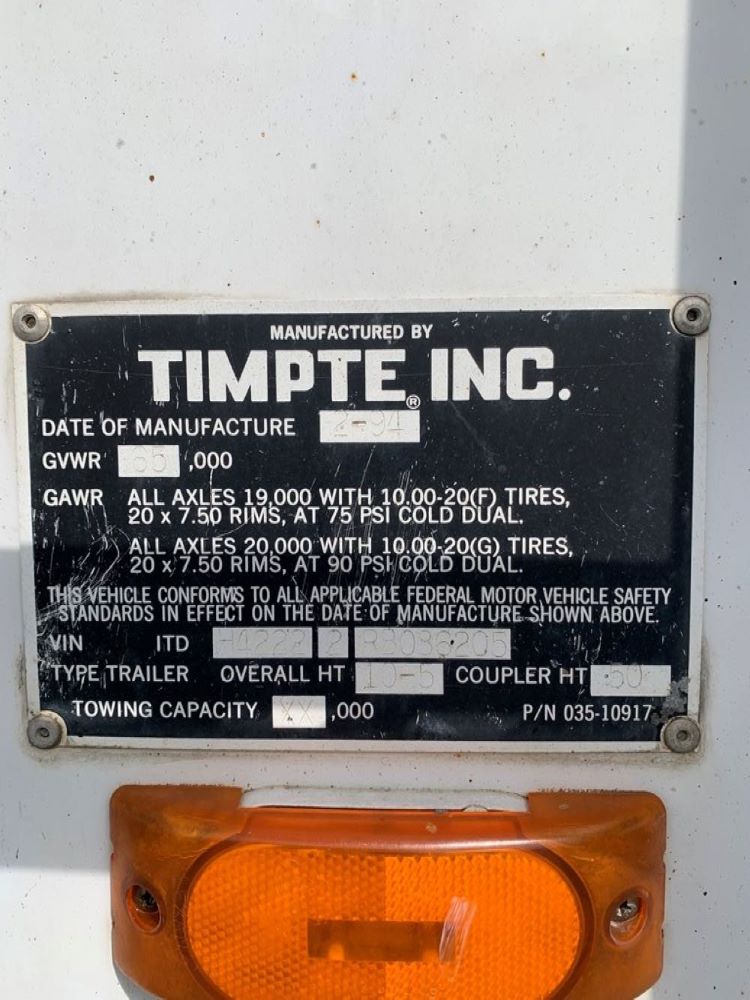 MANUFACTURED BY
TIMPTE® INC.
DATE OF MANUFACTURE 2-94
GVWR 65 ,000
GAWR ALL AXLES 19,000 WITH 10.00-20(F) TIRES,
20 x 7.50 RIMS, AT 75 PSI COLD DUAL.
ALL AXLES 20,000 WITH 10.00-20(G) TIRES,
20 x 7.50 RIMS, AT 90 PSI COLD DUAL.
THIS VEHICLE CONFORMS TO ALL APPLICABLE FEDERAL MOTOR VEHICLE SAFETY
STANDARDS IN EFFECT ON THE DATE OF MANUFACTURE SHOWN ABOVE.
VIN 1TD H4222 2 RB086205
TYPE TRAILER OVERALL HT 10-6 COUPLER HT 50
TOWING CAPACITY XX ,000 P/N 035-10917